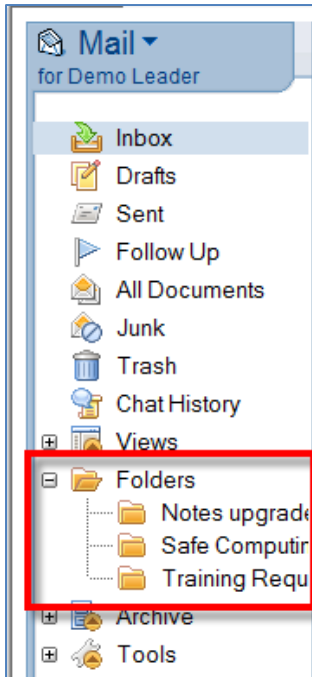 Mail
for Demo Leader
Inbox
Drafts
Sent
Follow Up
All Documents
Junk
Trash
Chat History
Views
Folders
Notes upgrade
Safe Computin
Training Requ
Archive
Tools